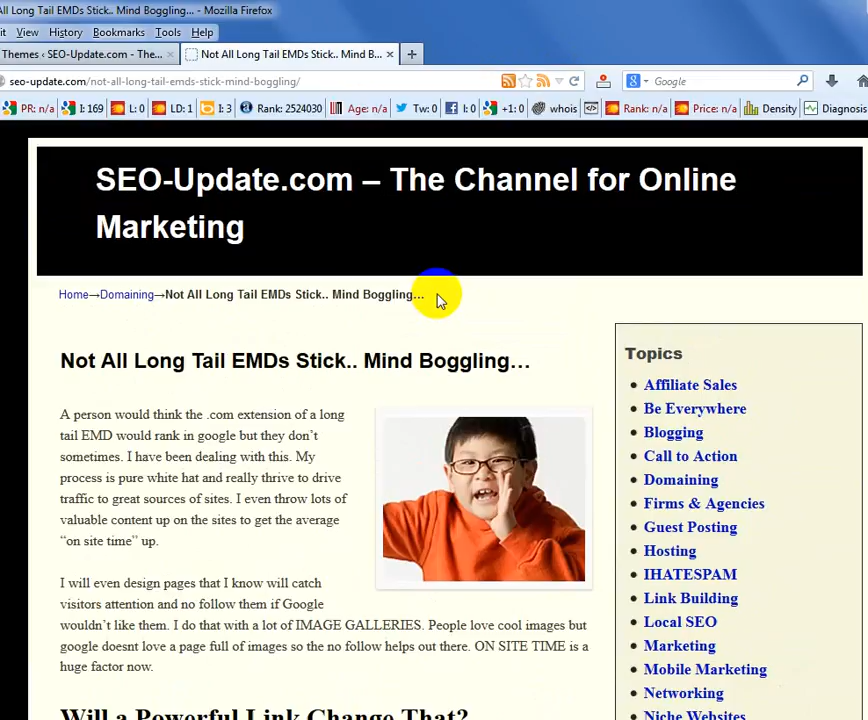 All Long Tail EMDs Stick.. Mind Boggling... - Mozilla Firefox
it View History Bookmarks Tools Help
Themes ‹ SEO-Update.com - The... × Not All Long Tail EMDs Stick.. Mind B... × +
seo-update.com/not-all-long-tail-emds-stick-mind-boggling/ Google
PR: n/a I: 169 L: 0 LD: 1 I: 3 Rank: 2524030 Age: n/a Tw: 0 l: 0 +1: 0 whois Rank: n/a Price: n/a Density Diagnosis
SEO-Update.com – The Channel for Online
Marketing
Home→Domaining→Not All Long Tail EMDs Stick.. Mind Boggling…
Not All Long Tail EMDs Stick.. Mind Boggling…
A person would think the .com extension of a long
tail EMD would rank in google but they don’t
sometimes. I have been dealing with this. My
process is pure white hat and really thrive to drive
traffic to great sources of sites. I even throw lots of
valuable content up on the sites to get the average
“on site time” up.
I will even design pages that I know will catch
visitors attention and no follow them if Google
wouldn’t like them. I do that with a lot of IMAGE GALLERIES. People love cool images but
google doesnt love a page full of images so the no follow helps out there. ON SITE TIME is a
huge factor now.
Will a Powerful Link Change That?
Topics
Affiliate Sales
Be Everywhere
Blogging
Call to Action
Domaining
Firms & Agencies
Guest Posting
Hosting
IHATESPAM
Link Building
Local SEO
Marketing
Mobile Marketing
Networking
Niche Websites